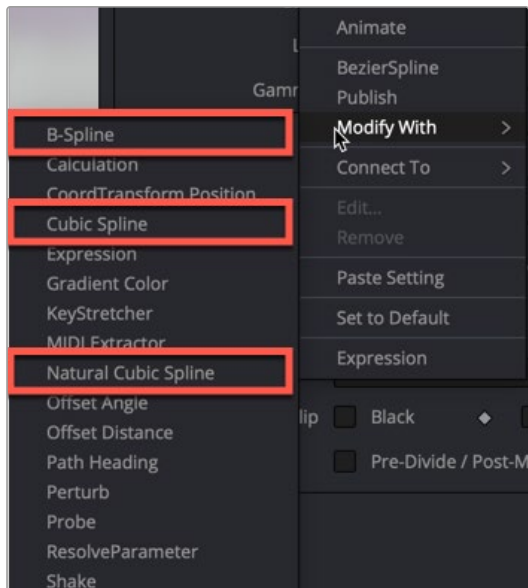 Gamr
Animate
BezierSpline
Publish
Modify With
Connect To
Edit...
Remove
Paste Setting
Set to Default
Expression
B-Spline
Calculation
CoordTransform Position
Cubic Spline
Expression
Gradient Color
KeyStretcher
MIDI Extractor
Natural Cubic Spline
Offset Angle
Offset Distance
Path Heading
Perturb
Probe
ResolveParameter
Shake
lip
Black
Pre-Divide / Post-M